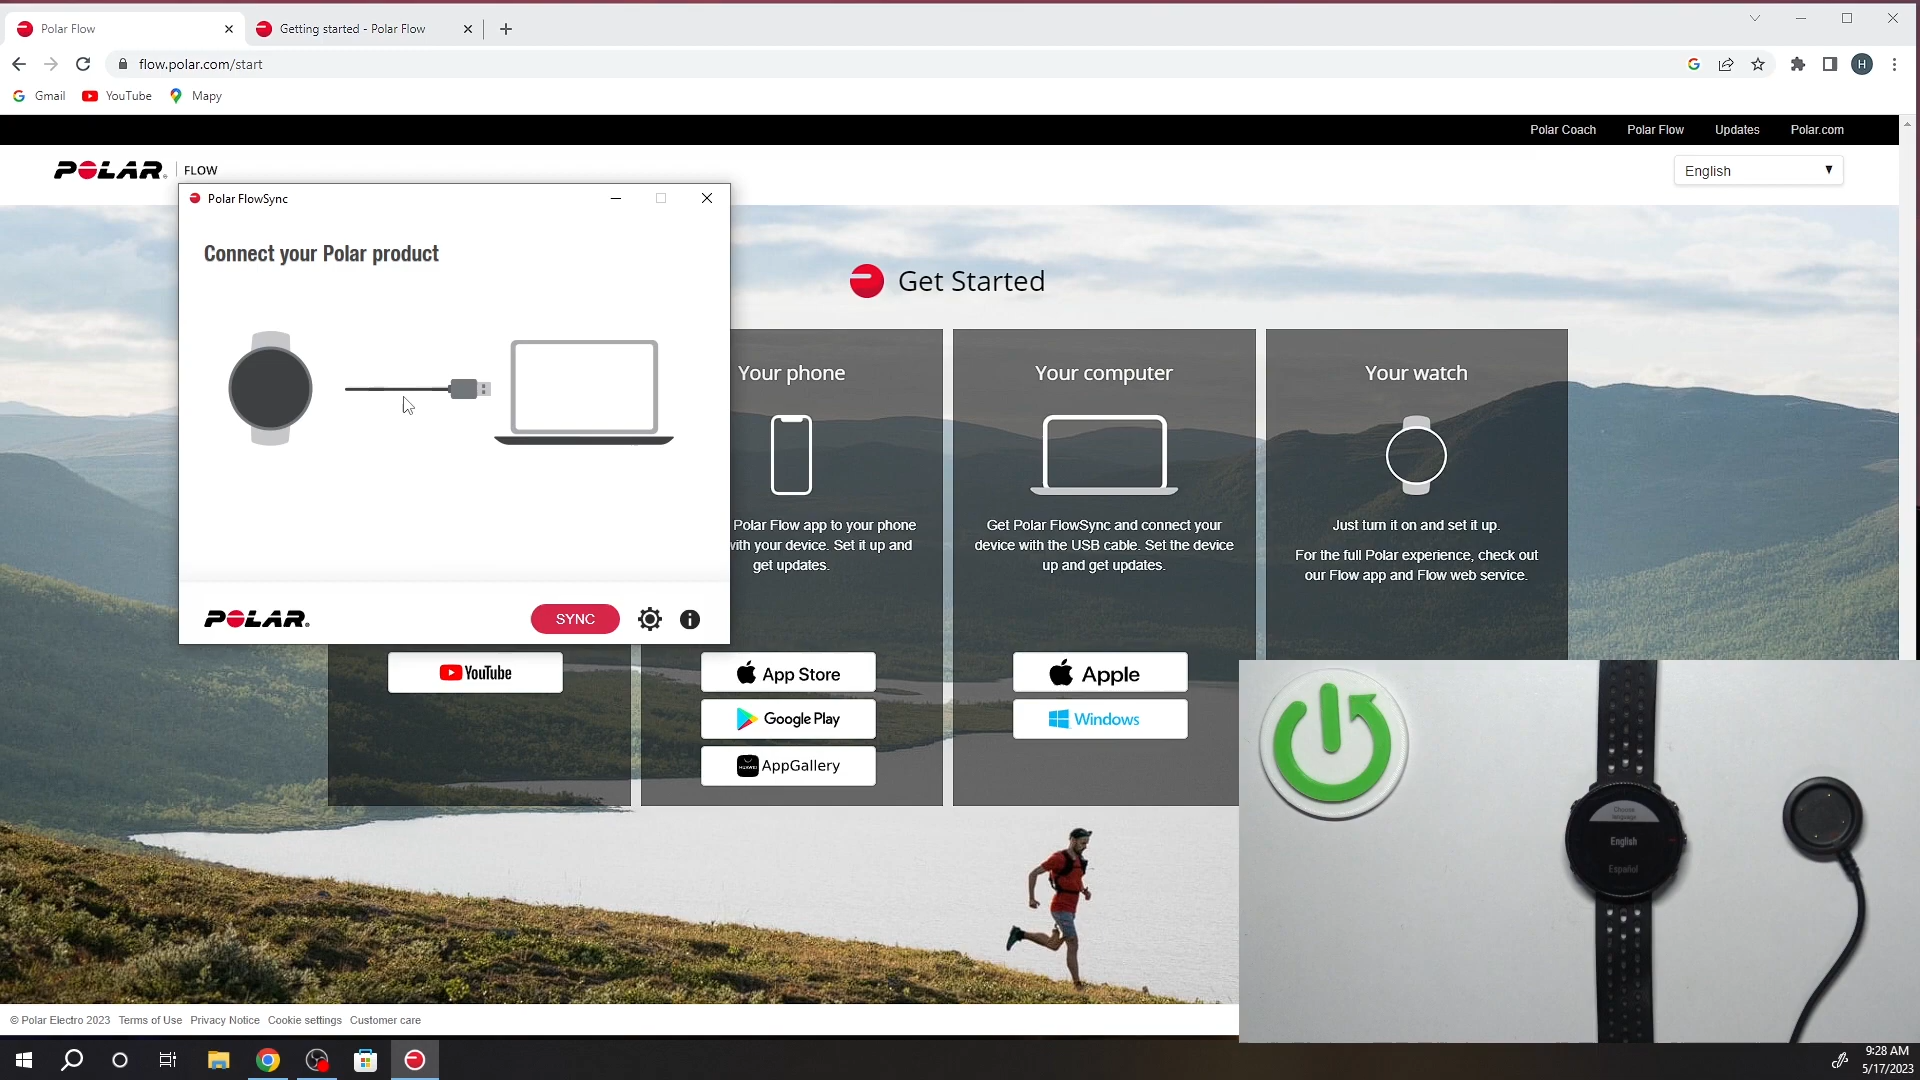 Polar Flow
Getting started - Polar Flow
flow.polar.com/start
H
Gmail
YouTube
Mapy
Polar Coach
Polar Flow
Updates
Polar.com
POLAR
FLOW
English
Polar FlowSync
Connect your Polar product
SYNC
POLAR
Get Started
Your phone
Polar Flow app to your phone
with your device. Set it up and
get updates.
Your computer
Get Polar FlowSync and connect your
device with the USB cable. Set the device
up and get updates.
Your watch
Just turn it on and set it up.
For the full Polar experience, check out
our Flow app and Flow web service.
YouTube
App Store
Google Play
HUAWEI
AppGallery
Apple
Windows
Choose
language
English
Español
© Polar Electro 2023
Terms of Use
Privacy Notice
Cookie settings
Customer care
9:28 AM
5/17/2023